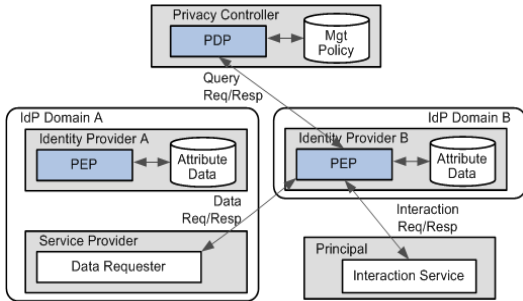 Privacy Controller
PDP
Mgt
Policy
Query
Req/Resp
IdP Domain A
IdP Domain B
Identity Provider A
PEP
Attribute
Data
Identity Provider B
PEP
Attribute
Data
Data
Req/Resp
Interaction
Req/Resp
Service Provider
Data Requester
Principal
Interaction Service